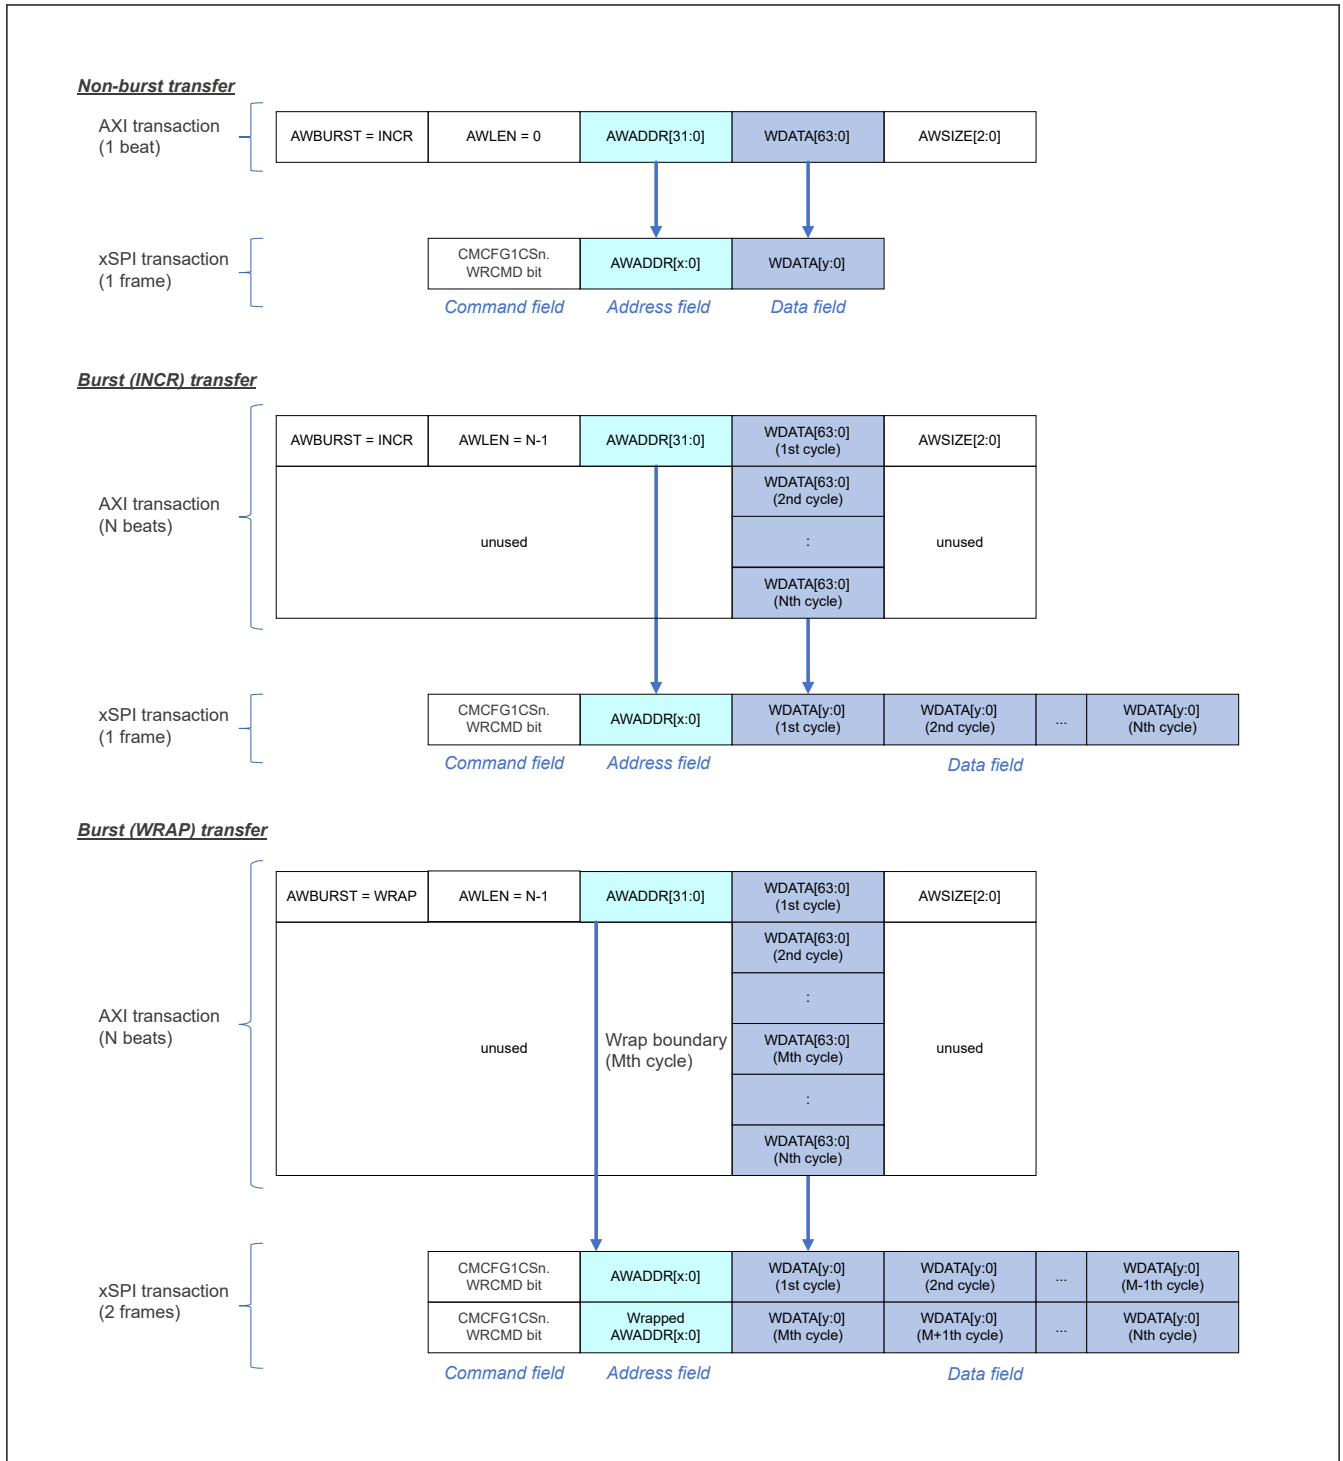 Non-burst transfer
AXI transaction
(1 beat)
AWBURST = INCR
AWLEN = 0
AWADDR[31:0]
WDATA[63:0]
AWSIZE[2:0]
xSPI transaction
(1 frame)
CMCFG1CSn.
WRCMD bit
AWADDR[x:0]
WDATA[y:0]
Command field
Address field
Data field
Burst (INCR) transfer
AXI transaction
(N beats)
AWBURST = INCR
AWLEN = N-1
AWADDR[31:0]
WDATA[63:0]
(1st cycle)
AWSIZE[2:0]
WDATA[63:0]
(2nd cycle)
unused
:
unused
WDATA[63:0]
(Nth cycle)
xSPI transaction
(1 frame)
CMCFG1CSn.
WRCMD bit
AWADDR[x:0]
WDATA[y:0]
(1st cycle)
WDATA[y:0]
(2nd cycle)
...
WDATA[y:0]
(Nth cycle)
Command field
Address field
Data field
Burst (WRAP) transfer
AXI transaction
(N beats)
AWBURST = WRAP
AWLEN = N-1
AWADDR[31:0]
WDATA[63:0]
(1st cycle)
AWSIZE[2:0]
WDATA[63:0]
(2nd cycle)
:
unused
Wrap boundary
(Mth cycle)
WDATA[63:0]
(Mth cycle)
unused
:
WDATA[63:0]
(Nth cycle)
xSPI transaction
(2 frames)
CMCFG1CSn.
WRCMD bit
AWADDR[x:0]
WDATA[y:0]
(1st cycle)
WDATA[y:0]
(2nd cycle)
...
WDATA[y:0]
(M-1th cycle)
CMCFG1CSn.
WRCMD bit
Wrapped
AWADDR[x:0]
WDATA[y:0]
(Mth cycle)
WDATA[y:0]
(M+1th cycle)
...
WDATA[y:0]
(Nth cycle)
Command field
Address field
Data field